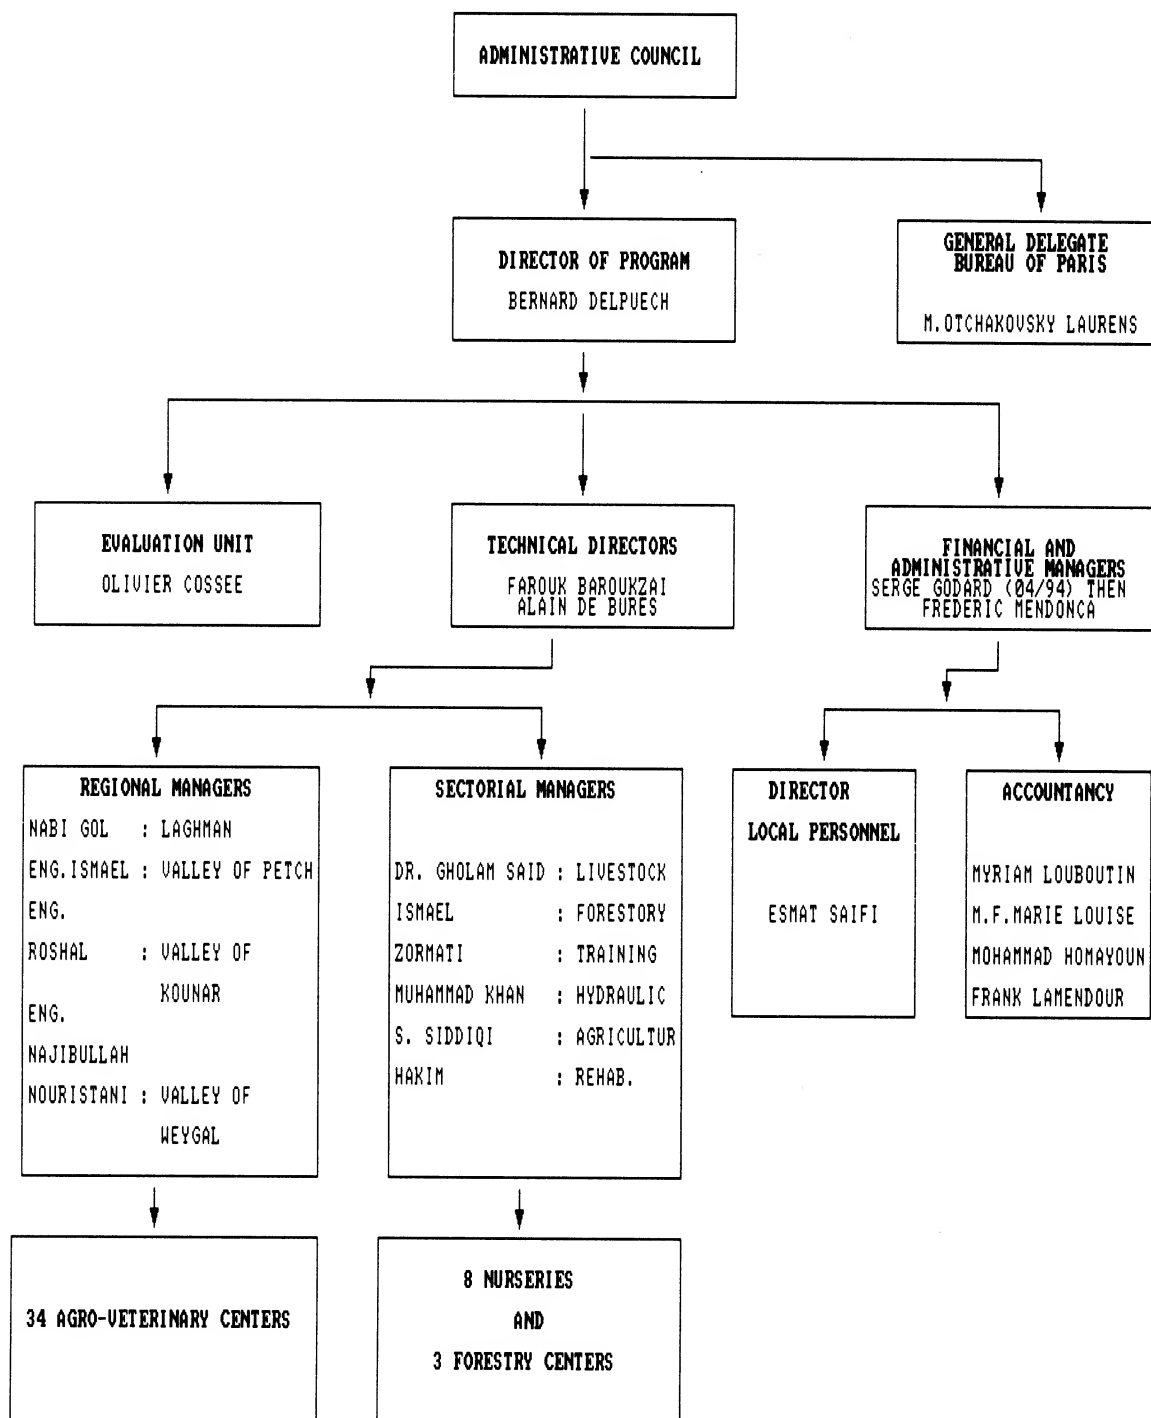 ADMINISTRATIVE COUNCIL
DIRECTOR OF PROGRAM
BERNARD DELPUECH
GENERAL DELEGATE
BUREAU OF PARIS
M.OTCHAKOVSKY LAURENS
EVALUATION UNIT
OLIVIER COSSEE
TECHNICAL DIRECTORS
FAROUK BAROUKZAI
ALAIN DE BURES
FINANCIAL AND
ADMINISTRATIVE MANAGERS
SERGE GODARD (04/94) THEN
FREDERIC MENDONCA
REGIONAL MANAGERS
NABI GOL : LAGHMAN
ENG.ISMAEL : VALLEY OF PETCH
ENG.
ROSHAL : VALLEY OF
KOUNAR
ENG.
NAJIBULLAH
NOURISTANI : VALLEY OF
WEYGAL
SECTORIAL MANAGERS
DR. GHOLAM SAID : LIVESTOCK
ISMAEL : FORESTORY
ZORMATI : TRAINING
MUHAMMAD KHAN : HYDRAULIC
S. SIDDIQI : AGRICULTUR
HAKIM : REHAB.
DIRECTOR
LOCAL PERSONNEL
ESMAT SAIFI
ACCOUNTANCY
MYRIAM LOUBOUTIN
M.F.MARIE LOUISE
MOHAMMAD HOMAYOUN
FRANK LAMENDOUR
34 AGRO-VETERINARY CENTERS
8 NURSERIES
AND
3 FORESTRY CENTERS